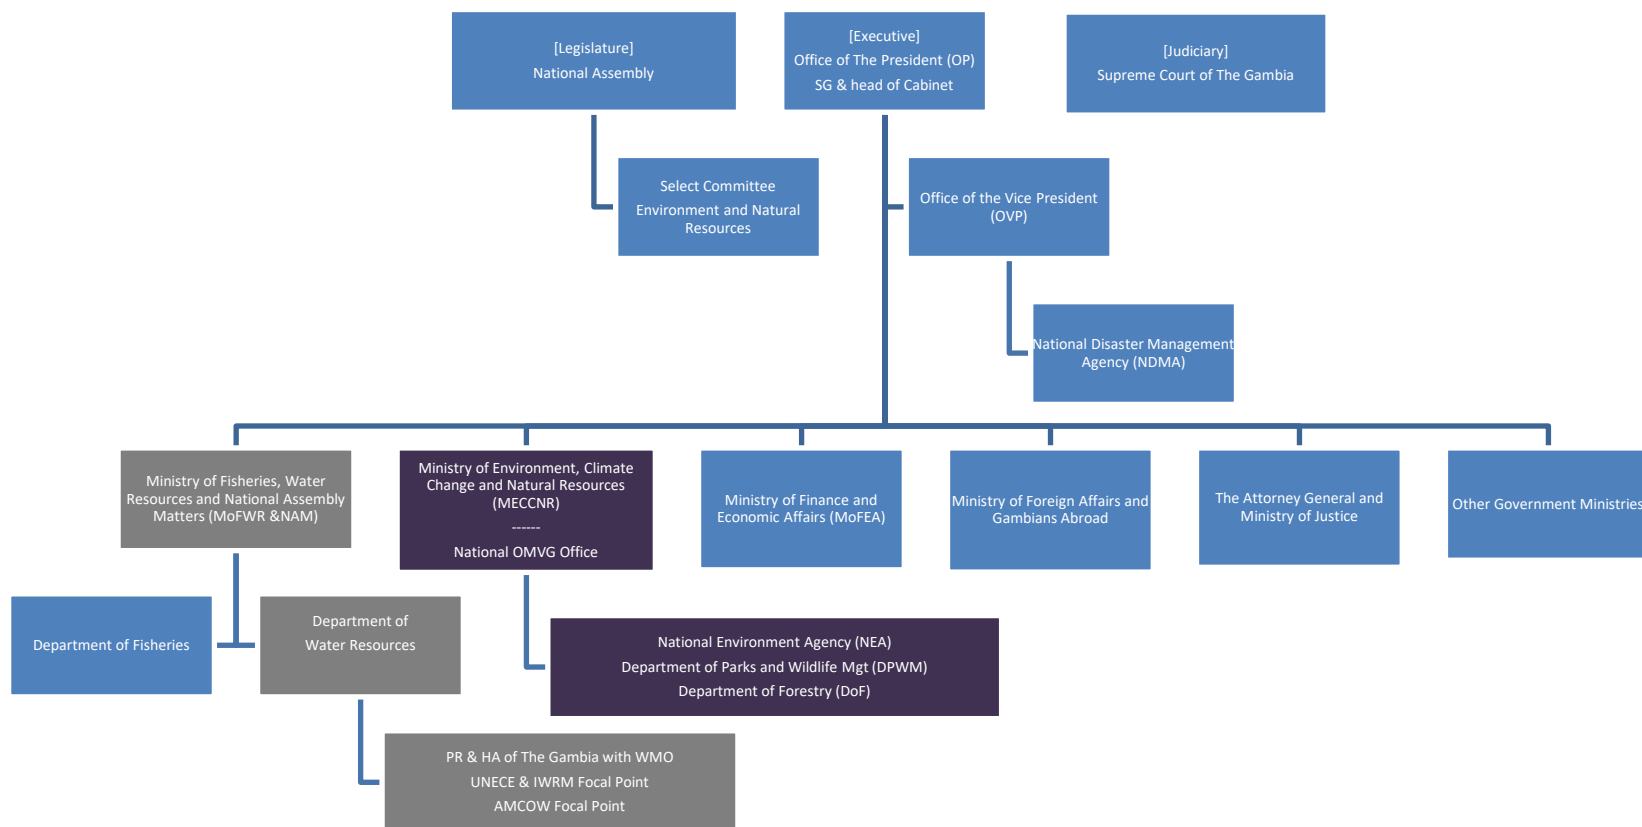 [Legislature]
National Assembly
[Executive]
Office of The President (OP)
SG & head of Cabinet
[Judiciary]
Supreme Court of The Gambia
Select Committee
Environment and Natural
Resources
Office of the Vice President
(OVP)
National Disaster Management
Agency (NDMA)
Ministry of Fisheries, Water
Resources and National Assembly
Matters (MoFWR &NAM)
Ministry of Environment, Climate
Change and Natural Resources
(MECCNR)
------
National OMVG Office
Ministry of Finance and
Economic Affairs (MoFEA)
Ministry of Foreign Affairs and
Gambians Abroad
The Attorney General and
Ministry of Justice
Other Government Ministries
Department of Fisheries
Department of
Water Resources
National Environment Agency (NEA)
Department of Parks and Wildlife Mgt (DPWM)
Department of Forestry (DoF)
PR & HA of The Gambia with WMO
UNECE & IWRM Focal Point
AMCOW Focal Point